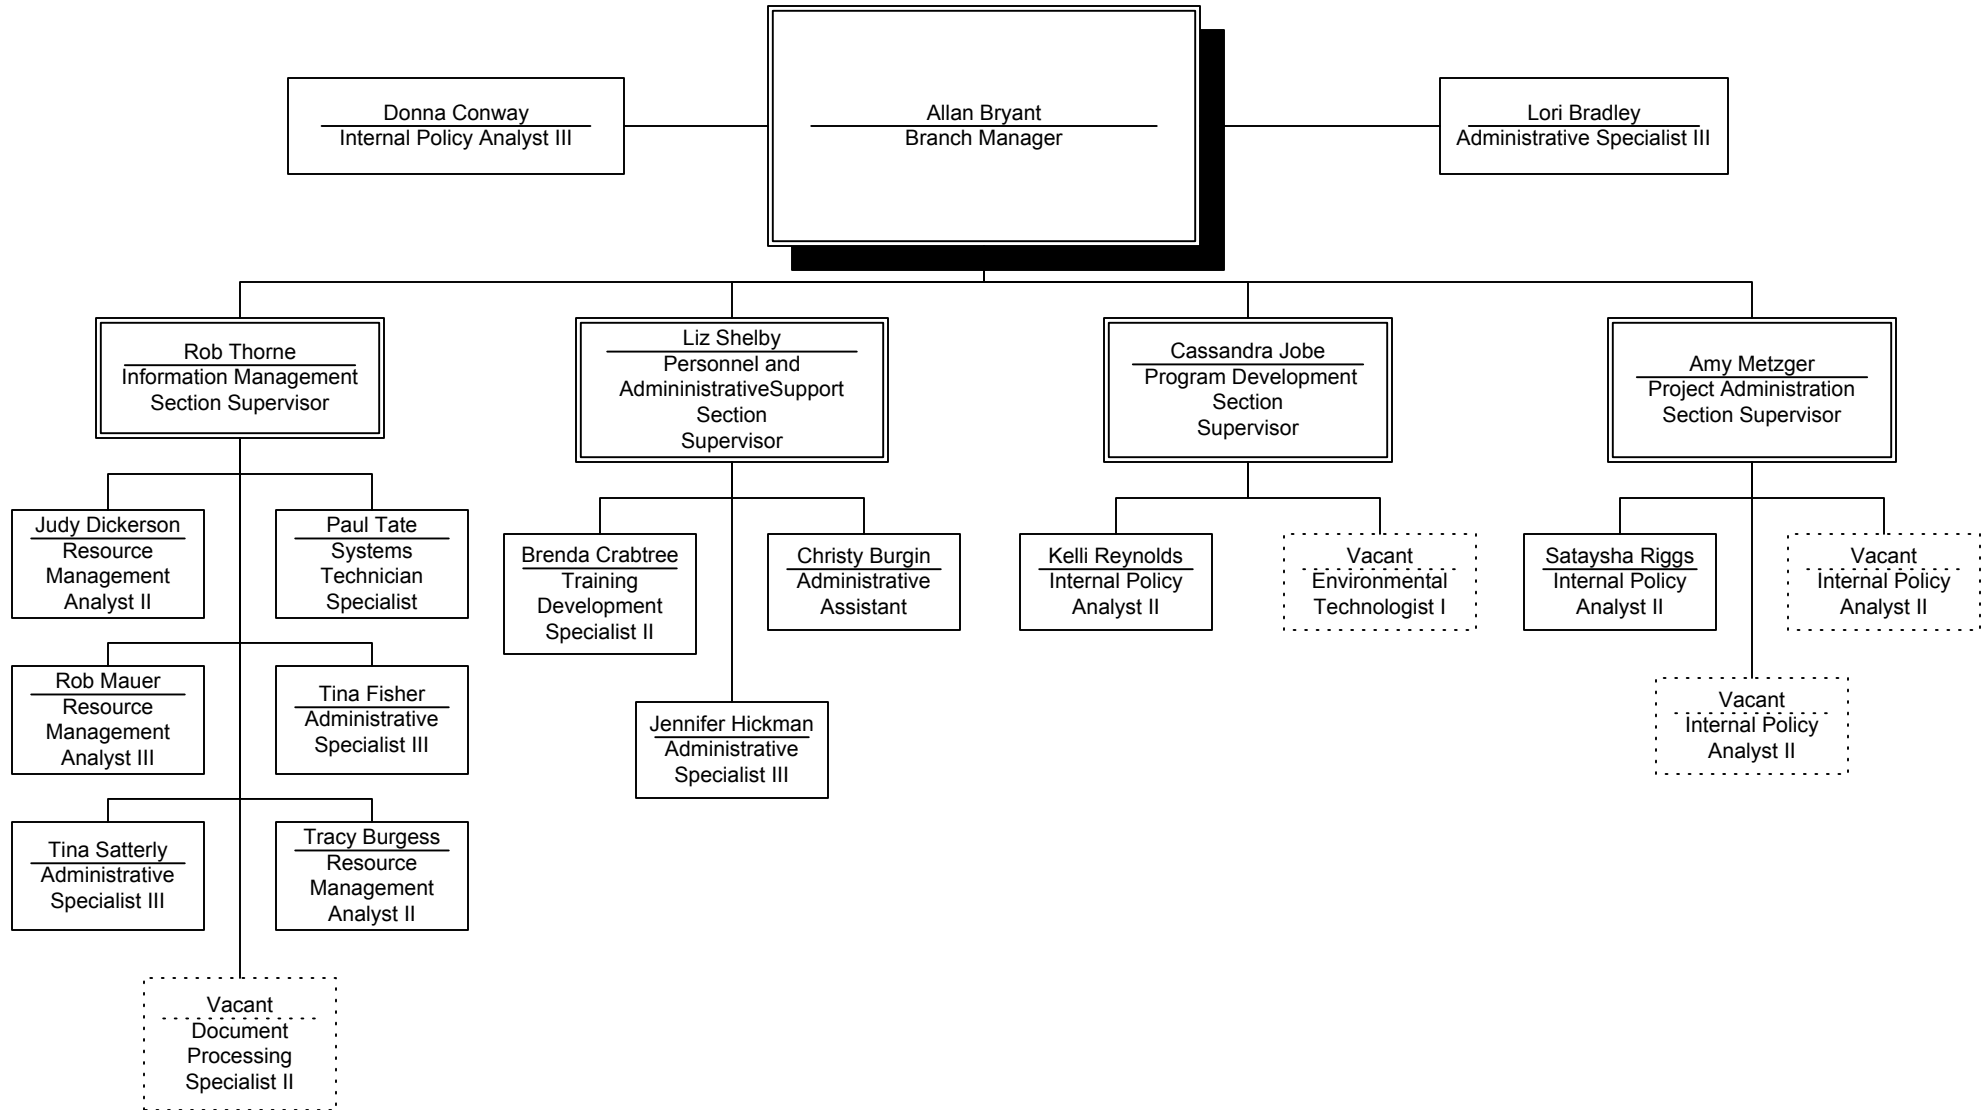 Donna Conway
Internal Policy Analyst III
Allan Bryant
Branch Manager
Lori Bradley
Administrative Specialist III
Rob Thorne
Information Management
Section Supervisor
Liz Shelby
Personnel and
AdmininistrativeSupport
Section
Supervisor
Cassandra Jobe
Program Development
Section
Supervisor
Amy Metzger
Project Administration
Section Supervisor
Judy Dickerson
Resource
Management
Analyst II
Paul Tate
Systems
Technician
Specialist
Brenda Crabtree
Training
Development
Specialist II
Christy Burgin
Administrative
Assistant
Kelli Reynolds
Internal Policy
Analyst II
Vacant
Environmental
Technologist I
Sataysha Riggs
Internal Policy
Analyst II
Vacant
Internal Policy
Analyst II
Rob Mauer
Resource
Management
Analyst III
Tina Fisher
Administrative
Specialist III
Jennifer Hickman
Administrative
Specialist III
Vacant
Internal Policy
Analyst II
Tina Satterly
Administrative
Specialist III
Tracy Burgess
Resource
Management
Analyst II
Vacant
Document
Processing
Specialist II